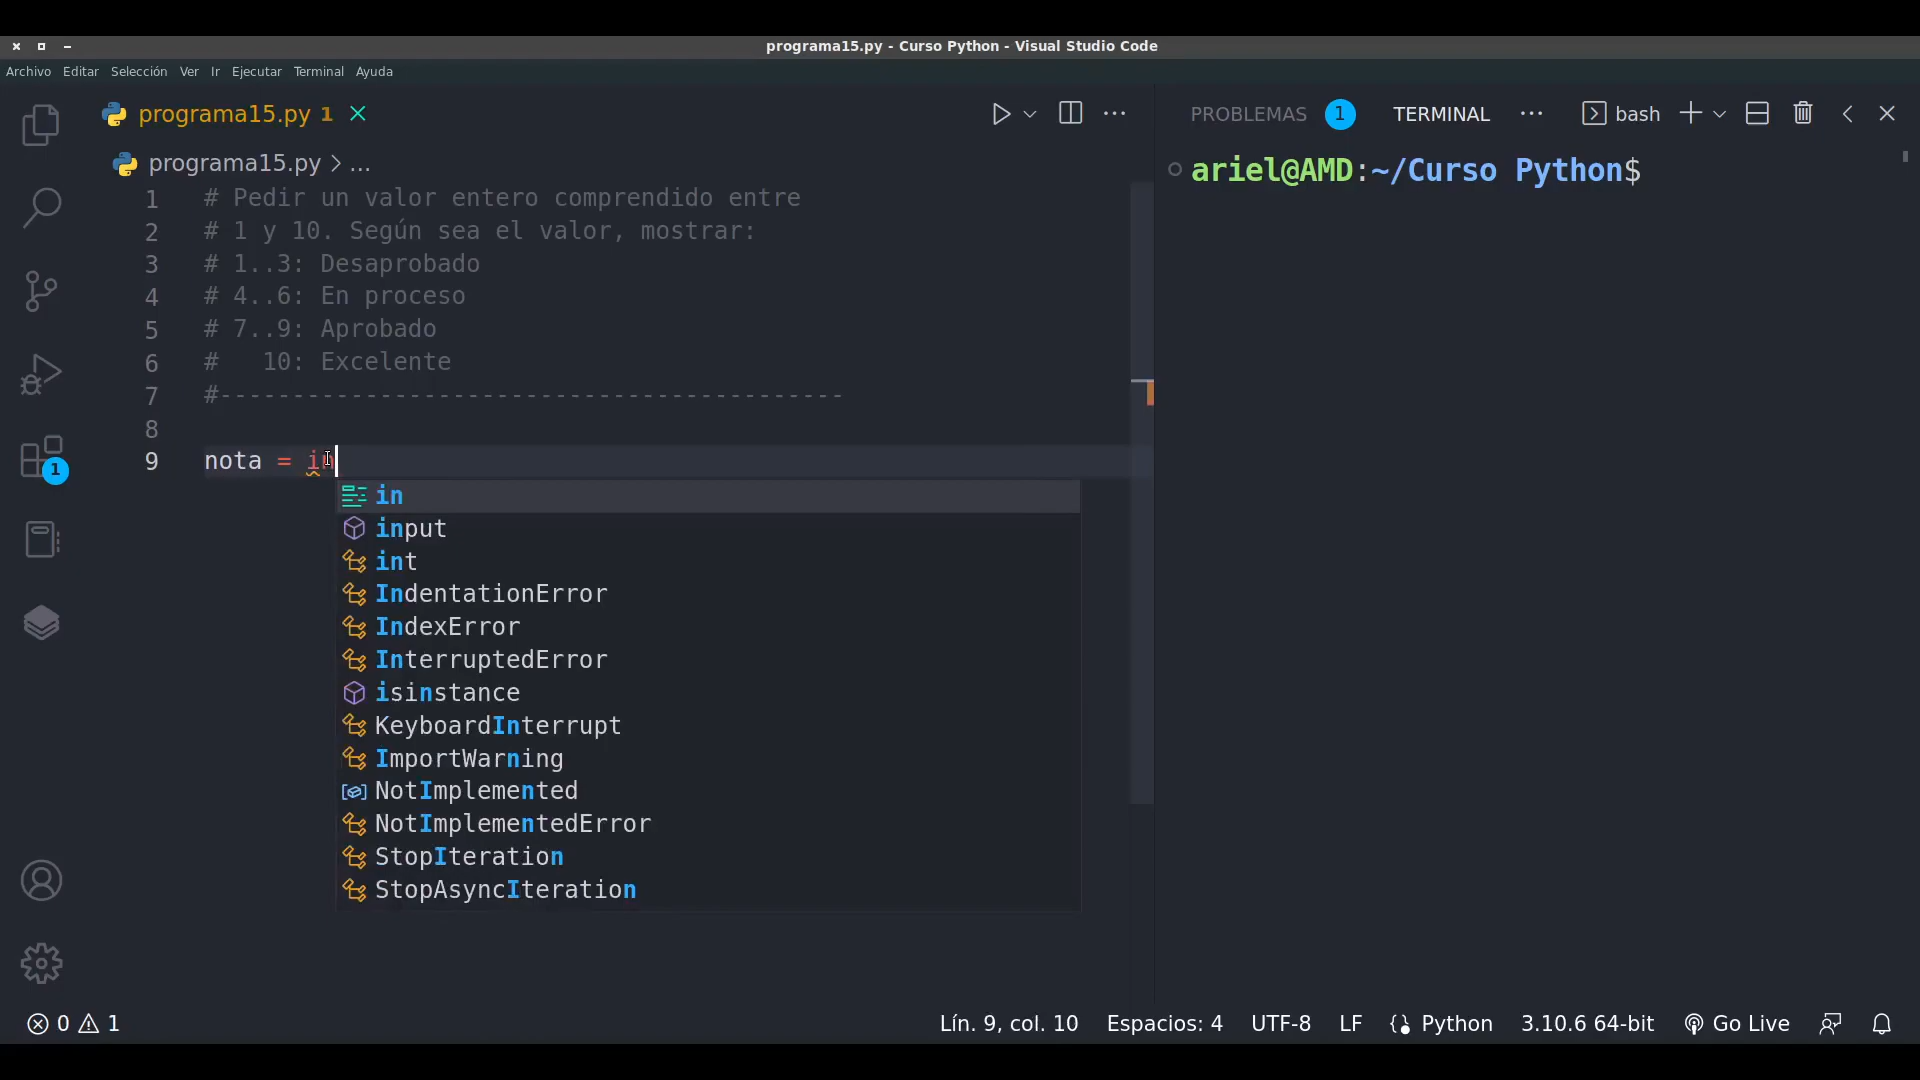 programa15.py - Curso Python - Visual Studio Code
Archivo Editar Selección Ver Ir Ejecutar Terminal Ayuda
programa15.py 1
programa15.py > ...
1 # Pedir un valor entero comprendido entre
2 # 1 y 10. Según sea el valor, mostrar:
3 # 1..3: Desaprobado
4 # 4..6: En proceso
5 # 7..9: Aprobado
6 #   10: Excelente
7 #-------------------------------------------
8
9 nota = in
in
input
int
IndentationError
IndexError
InterruptedError
isinstance
KeyboardInterrupt
ImportWarning
NotImplemented
NotImplementedError
StopIteration
StopAsyncIteration
1
PROBLEMAS 1 TERMINAL bash
ariel@AMD:~/Curso Python$
0 1 Lín. 9, col. 10 Espacios: 4 UTF-8 LF Python 3.10.6 64-bit Go Live